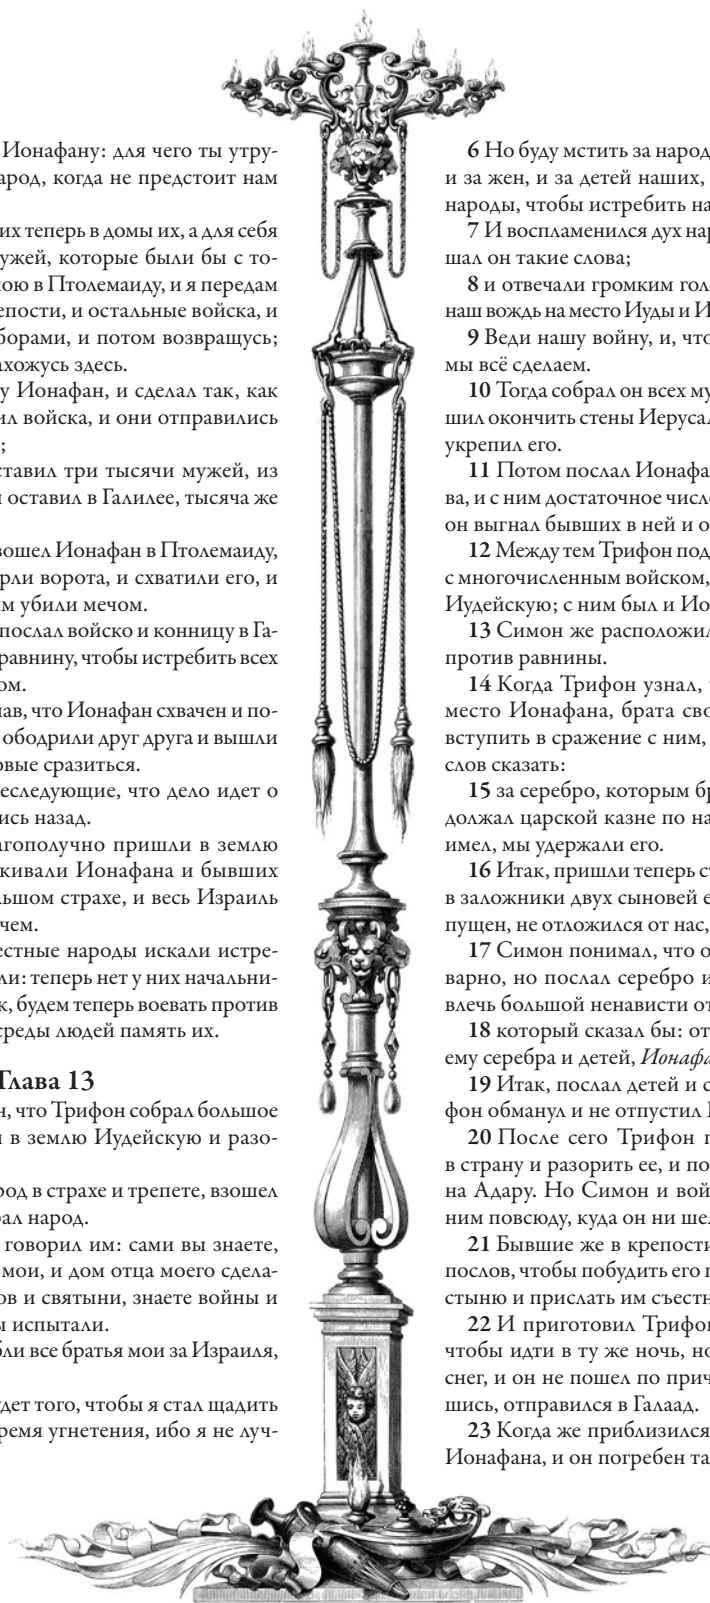 Ионафану: для чего ты утру-
арод, когда не предстоит нам
их теперь в домы их, а для себя
ужей, которые были бы с то-
ною в Птолемаиду, и я передам
епости, и остальные войска, и
борами, и потом возвращусь;
ахожусь здесь.
у Ионафан, и сделал так, как
ил войска, и они отправились
;
ставил три тысячи мужей, из
и оставил в Галилее, тысяча же
вошел Ионафан в Птолемаиду,
ерли ворота, и схватили его, и
им убили мечом.
послал войско и конницу в Га-
равнину, чтобы истребить всех
ом.
нав, что Ионафан схвачен и по-
ободрили друг друга и вышли
овые сразиться.
еследующие, что дело идет о
ись назад.
агополучно пришли в землю
кивали Ионафана и бывших
льшом страхе, и весь Израиль
чем.
естные народы искали истре-
ли: теперь нет у них начальни-
к, будем теперь воевать против
среды людей память их.
Глава 13
н, что Трифон собрал большое
и в землю Иудейскую и разо-
род в страхе и трепете, взошел
рал народ.
говорил им: сами вы знаете,
мои, и дом отца моего сдела-
ов и святыни, знаете войны и
ы испытали.
бли все братья мои за Израиля,
удет того, чтобы я стал щадить
ремя угнетения, ибо я не луч-
6 Но буду мстить за народ
и за жен, и за детей наших,
народы, чтобы истребить на
7 И воспламенился дух нар
шал он такие слова;
8 и отвечали громким гол
наш вождь на место Иуды и И
9 Веди нашу войну, и, что
мы всё сделаем.
10 Тогда собрал он всех му
шил окончить стены Иерусал
укрепил его.
11 Потом послал Ионафа
ва, и с ним достаточное числ
он выгнал бывших в ней и о
12 Между тем Трифон под
с многочисленным войском,
Иудейскую; с ним был и Ио
13 Симон же расположил
против равнины.
14 Когда Трифон узнал,
место Ионафана, брата сво
вступить в сражение с ним,
слов сказать:
15 за серебро, которым бр
должал царской казне по на
имел, мы удержали его.
16 Итак, пришли теперь ст
в заложники двух сыновей е
пущен, не отложился от нас,
17 Симон понимал, что о
варно, но послал серебро и
влечь большой ненависти от
18 который сказал бы: от
ему серебра и детей, Ионафа
19 Итак, послал детей и с
фон обманул и не отпустил
20 После сего Трифон п
в страну и разорить ее, и по
на Адару. Но Симон и вой
ним повсюду, куда он ни шел
21 Бывшие же в крепости
послов, чтобы побудить его п
стыню и прислать им съестн
22 И приготовил Трифон
чтобы идти в ту же ночь, но
снег, и он не пошел по прич
шись, отправился в Галаад.
23 Когда же приблизился
Ионафана, и он погребен та